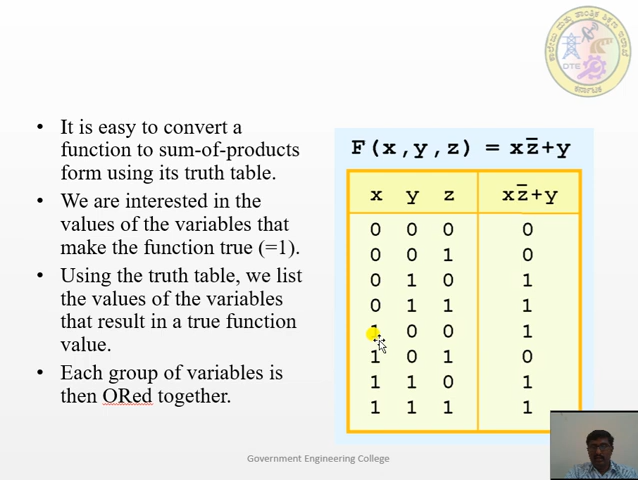 • It is easy to convert a
function to sum-of-products
form using its truth table.
• We are interested in the
values of the variables that
make the function true (=1).
• Using the truth table, we list
the values of the variables
that result in a true function
value.
• Each group of variables is
then ORed together.
F(x,y,z) = xz̅+y
x y z xz̅+y
0 0 0 0
0 0 1 0
0 1 0 1
0 1 1 1
1 0 0 1
1 0 1 0
1 1 0 1
1 1 1 1
Government Engineering College
DTE